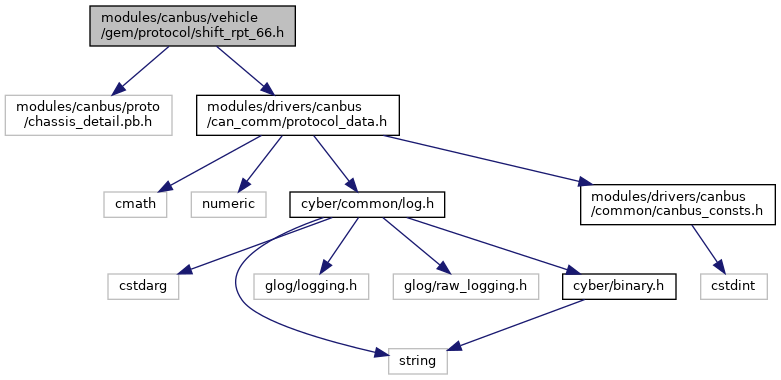 modules/canbus/vehicle
/gem/protocol/shift_rpt_66.h
modules/canbus/proto
/chassis_detail.pb.h
modules/drivers/canbus
/can_comm/protocol_data.h
cmath
numeric
cyber/common/log.h
modules/drivers/canbus
/common/canbus_consts.h
cstdarg
glog/logging.h
glog/raw_logging.h
cyber/binary.h
cstdint
string